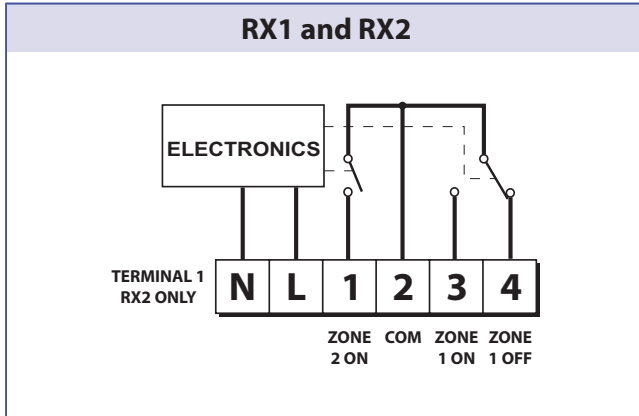 RX1 and RX2
ELECTRONICS
TERMINAL 1
RX2 ONLY
N L 1 2 3 4
ZONE COM ZONE ZONE
2 ON 1 ON 1 OFF